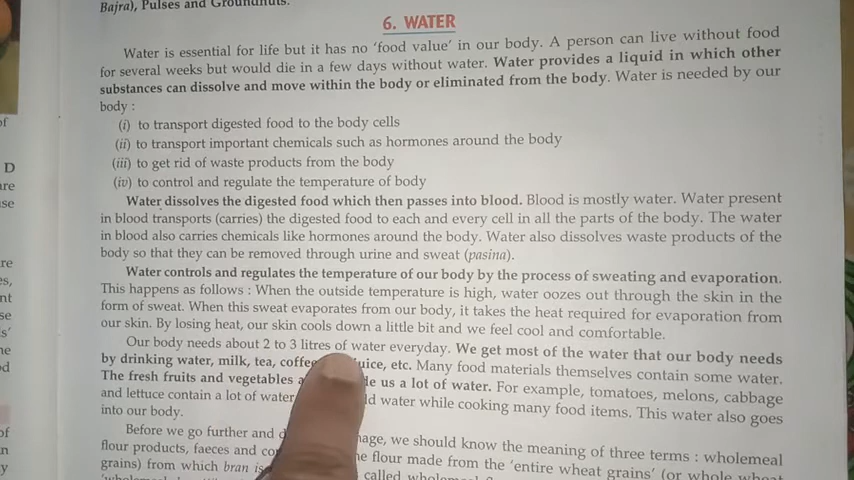 Bajra), Pulses and Groundnuts.
6. WATER
Water is essential for life but it has no 'food value' in our body. A person can live without food
for several weeks but would die in a few days without water. Water provides a liquid in which other
substances can dissolve and move within the body or eliminated from the body. Water is needed by our
body :
(i) to transport digested food to the body cells
(ii) to transport important chemicals such as hormones around the body
(iii) to get rid of waste products from the body
(iv) to control and regulate the temperature of body
Water dissolves the digested food which then passes into blood. Blood is mostly water. Water present
in blood transports (carries) the digested food to each and every cell in all the parts of the body. The water
in blood also carries chemicals like hormones around the body. Water also dissolves waste products of the
body so that they can be removed through urine and sweat (pasina).
Water controls and regulates the temperature of our body by the process of sweating and evaporation.
This happens as follows : When the outside temperature is high, water oozes out through the skin in the
form of sweat. When this sweat evaporates from our body, it takes the heat required for evaporation from
our skin. By losing heat, our skin cools down a little bit and we feel cool and comfortable.
Our body needs about 2 to 3 litres of water everyday. We get most of the water that our body needs
by drinking water, milk, tea, juice, etc. Many food materials themselves contain some water.
The fresh fruits and vegetables us a lot of water. For example, tomatoes, melons, cabbage
and lettuce contain a lot of water water while cooking many food items. This water also goes
into our body.
Before we go further and we should know the meaning of three terms : wholemeal
flour products, faeces and flour made from the 'entire wheat grains' (or whole wheat
grains) from which bran is called